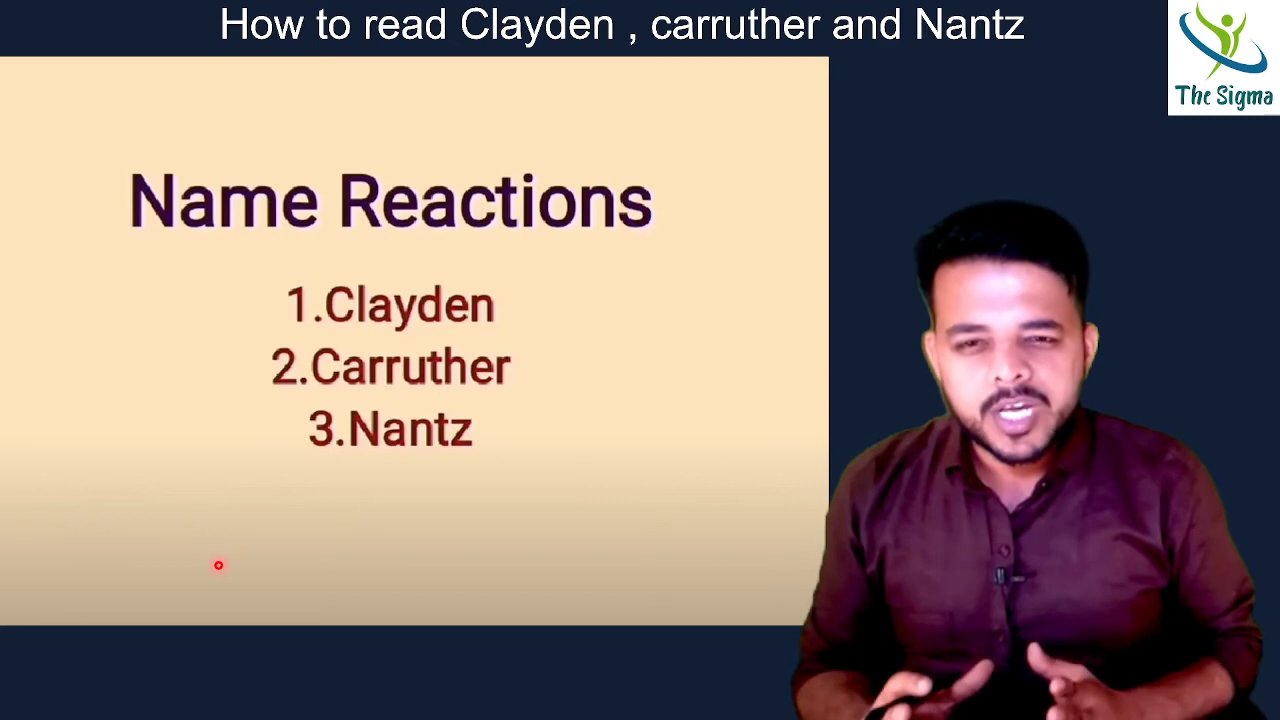 How to read Clayden , carruther and Nantz
The Sigma
Name Reactions
1.Clayden
2.Carruther
3.Nantz